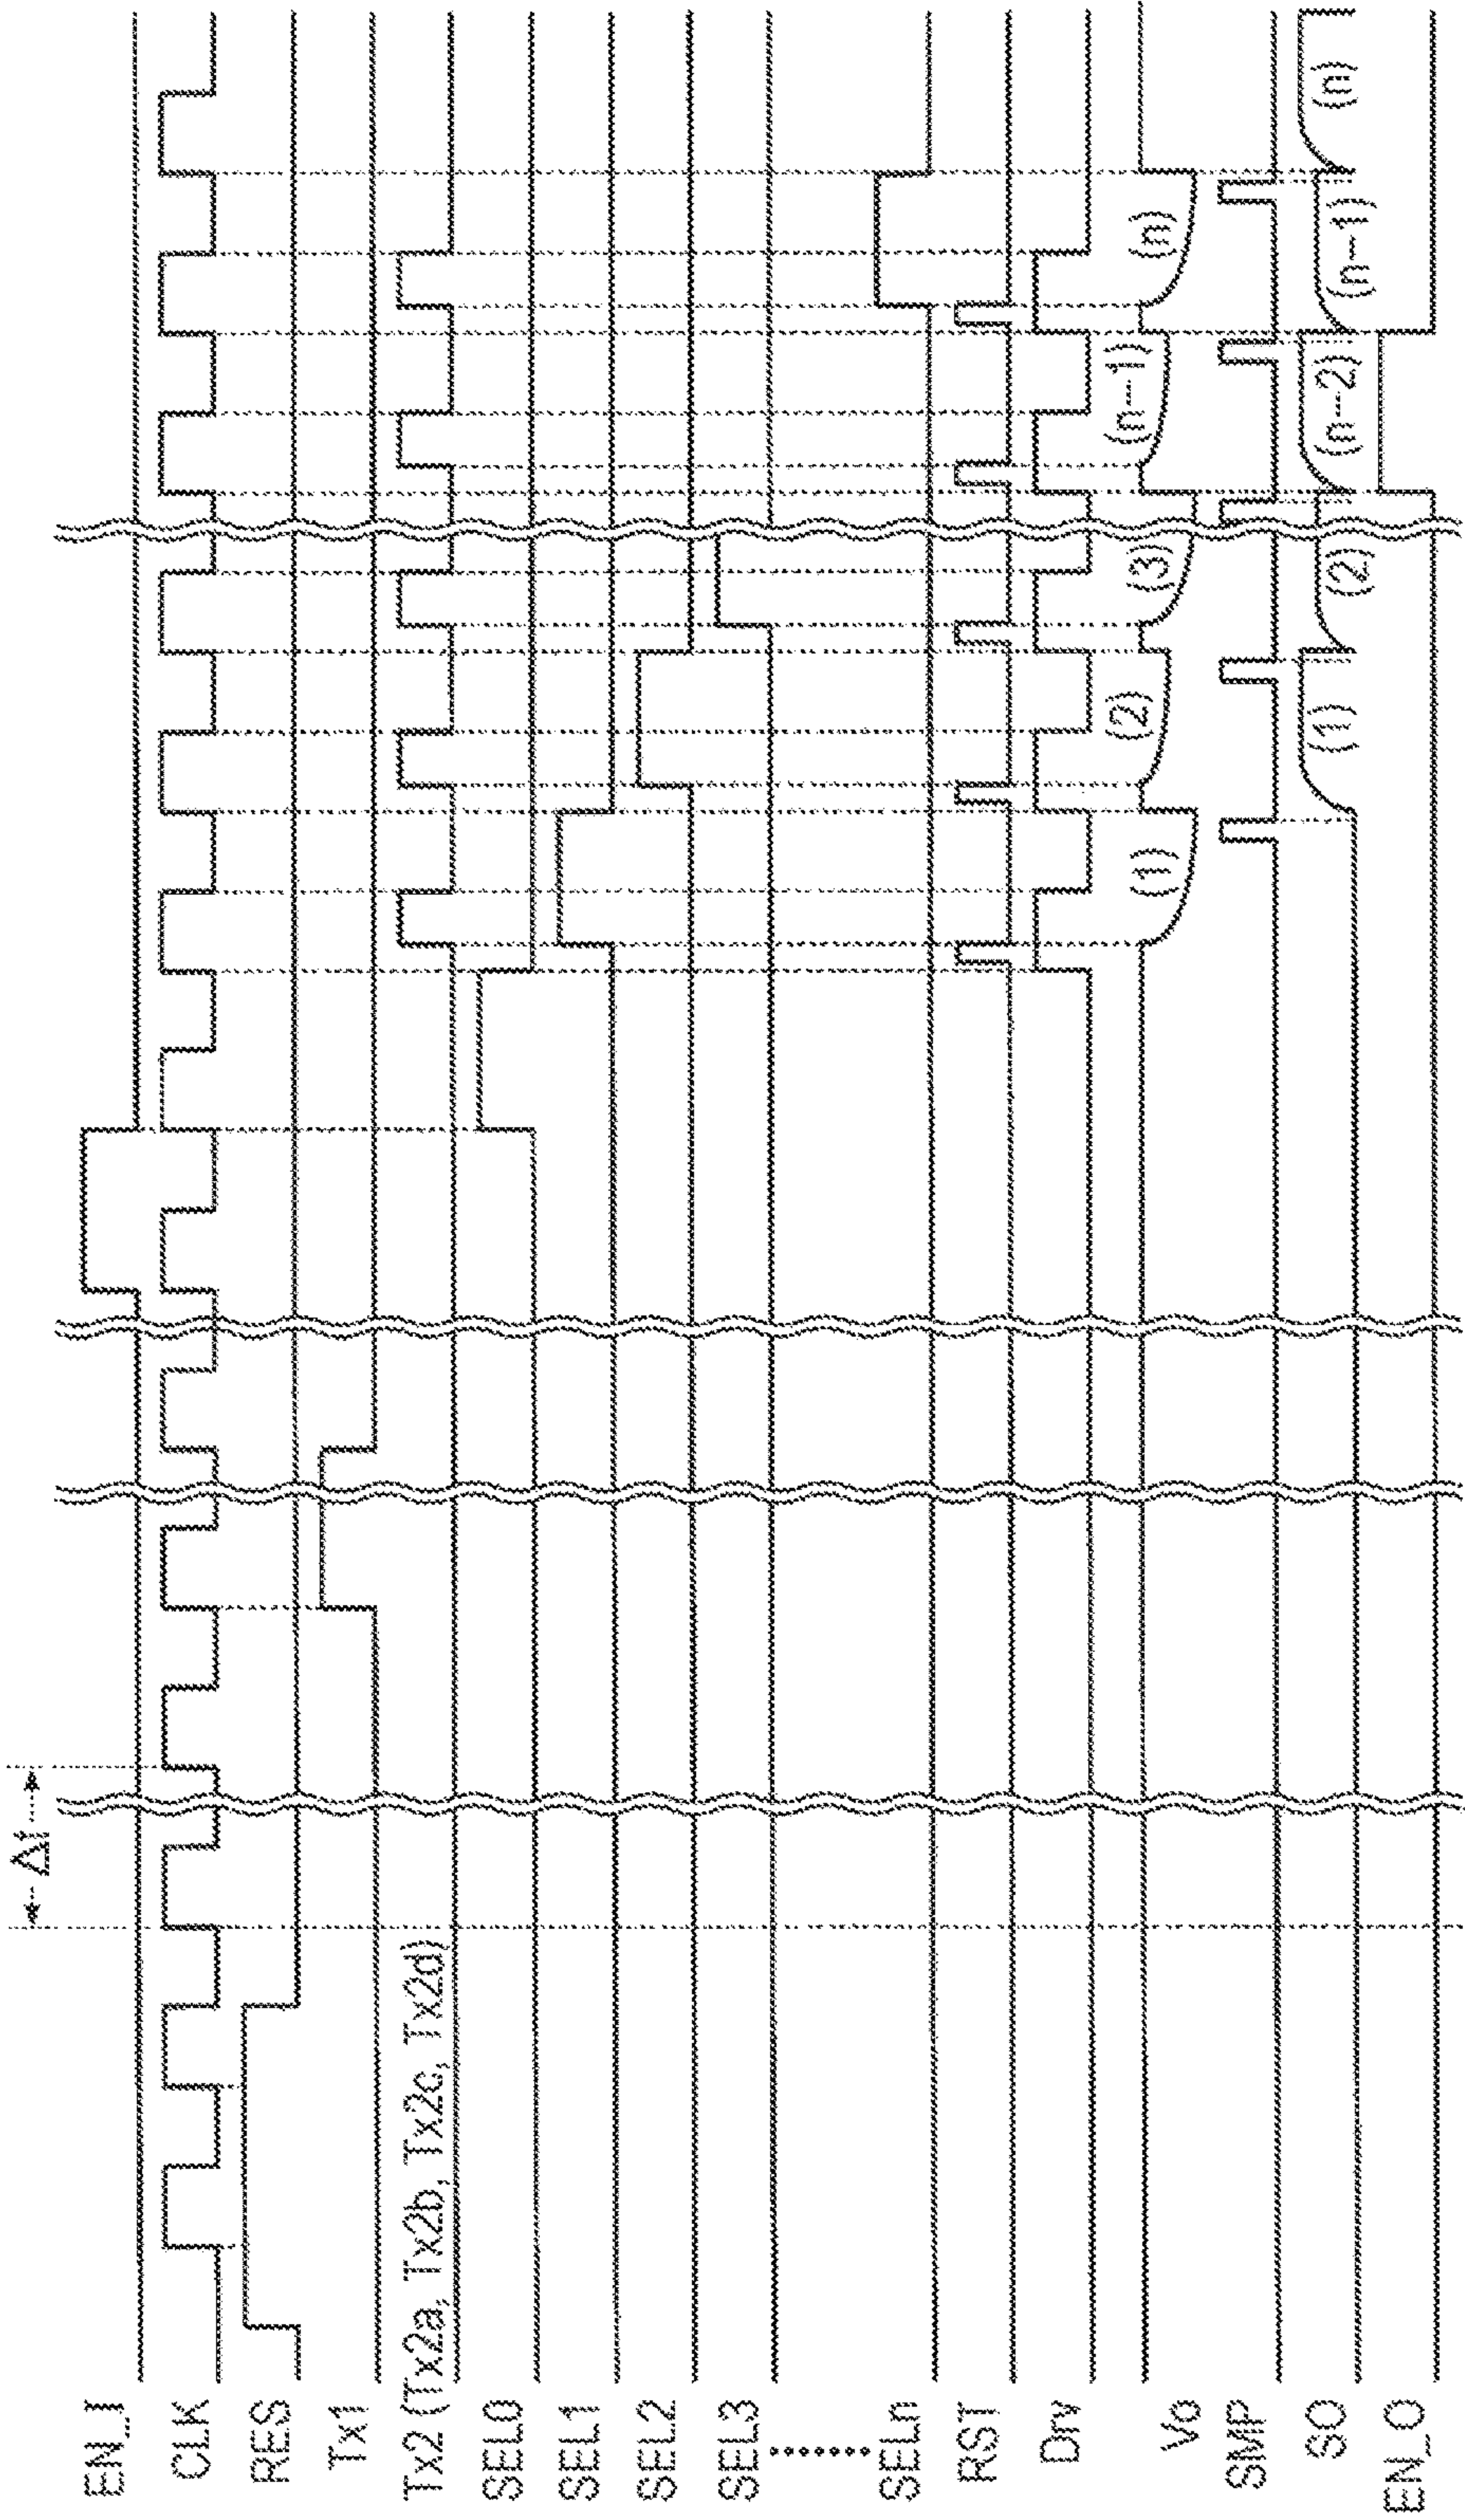 Δt
EN_I
CLK
RES
Tx1
Tx2 (Tx2a, Tx2b, Tx2c, Tx2d)
SEL0
SEL1
SEL2
SEL3
SELn
RST
Drv
Vo
(1)
(2)
(3)
(n-1)
(n)
SMP
SO
(1)
(2)
(n-2)
(n-1)
(n)
EN_O